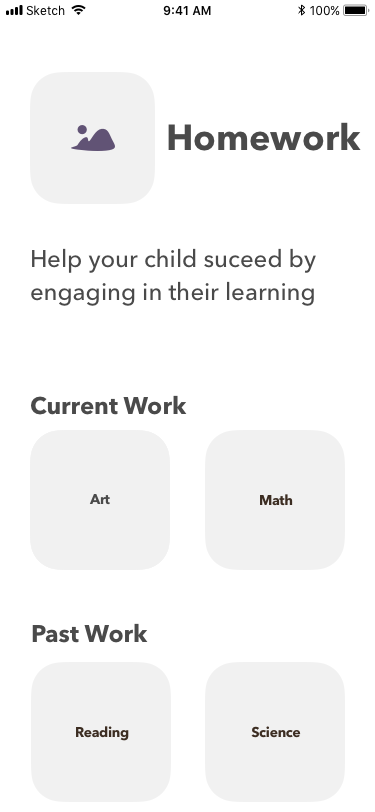 Sketch 9:41 AM 100%
Homework
Help your child suceed by
engaging in their learning
Current Work
Art Math
Past Work
Reading Science